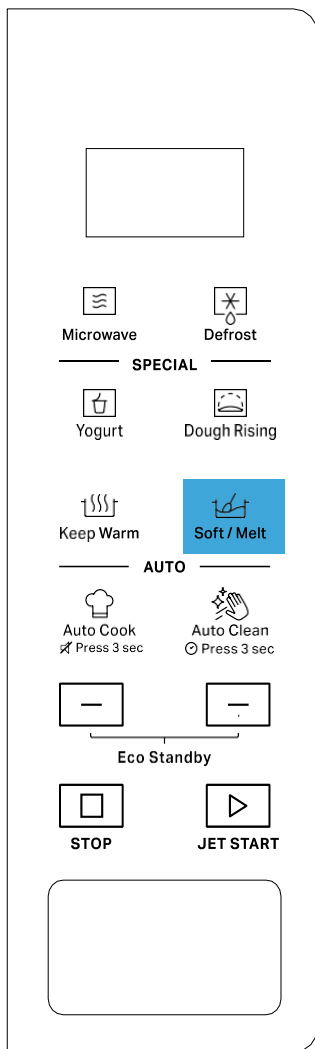 Microwave Defrost
SPECIAL
Yogurt Dough Rising
Keep Warm Soft / Melt
AUTO
Auto Cook Auto Clean
Press 3 sec Press 3 sec
Eco Standby
STOP JET START